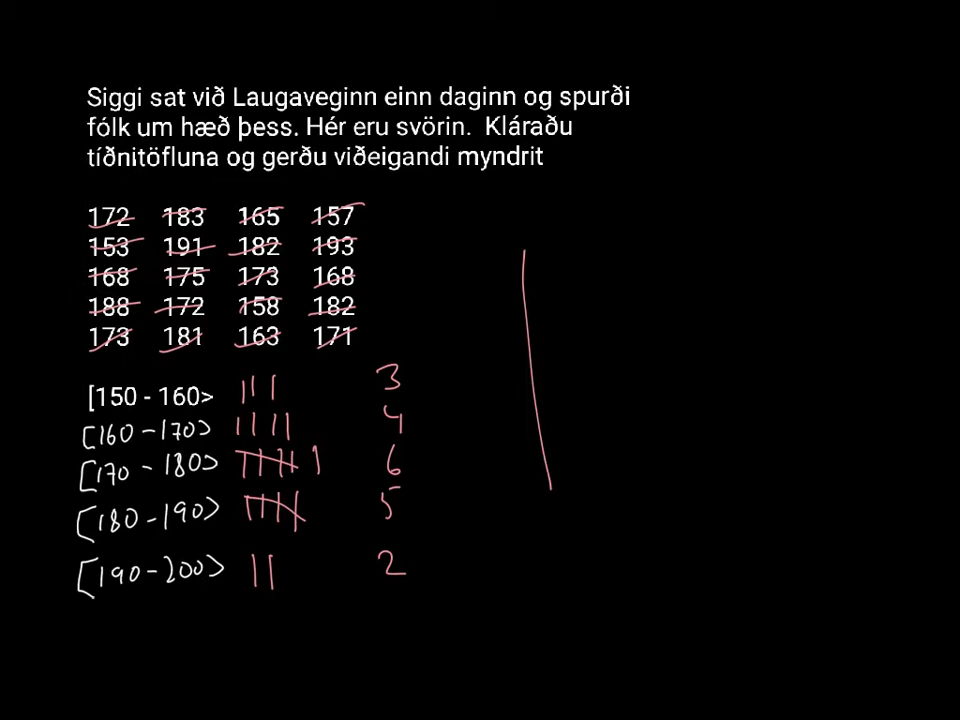 Siggi sat við Laugaveginn einn daginn og spurði
fólk um hæð þess. Hér eru svörin. Kláraðu
tíðnitöfluna og gerðu viðeigandi myndrit
172 183 165 157
153 191 182 193
168 175 173 168
188 172 158 182
173 181 163 171
[150 - 160> 3
[160 - 170> 4
[170 - 180> 6
[180 - 190> 5
[190 - 200> 2